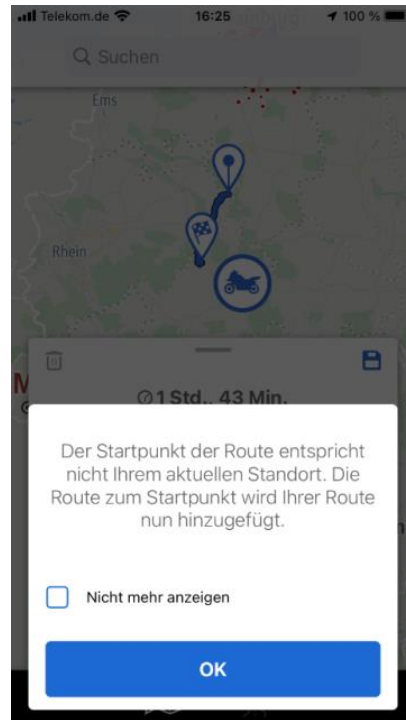 Telekom.de 16:25 100 %
Suchen
Ems
Rhein
1 Std., 43 Min.
Der Startpunkt der Route entspricht
nicht Ihrem aktuellen Standort. Die
Route zum Startpunkt wird Ihrer Route
nun hinzugefügt.
Nicht mehr anzeigen
OK